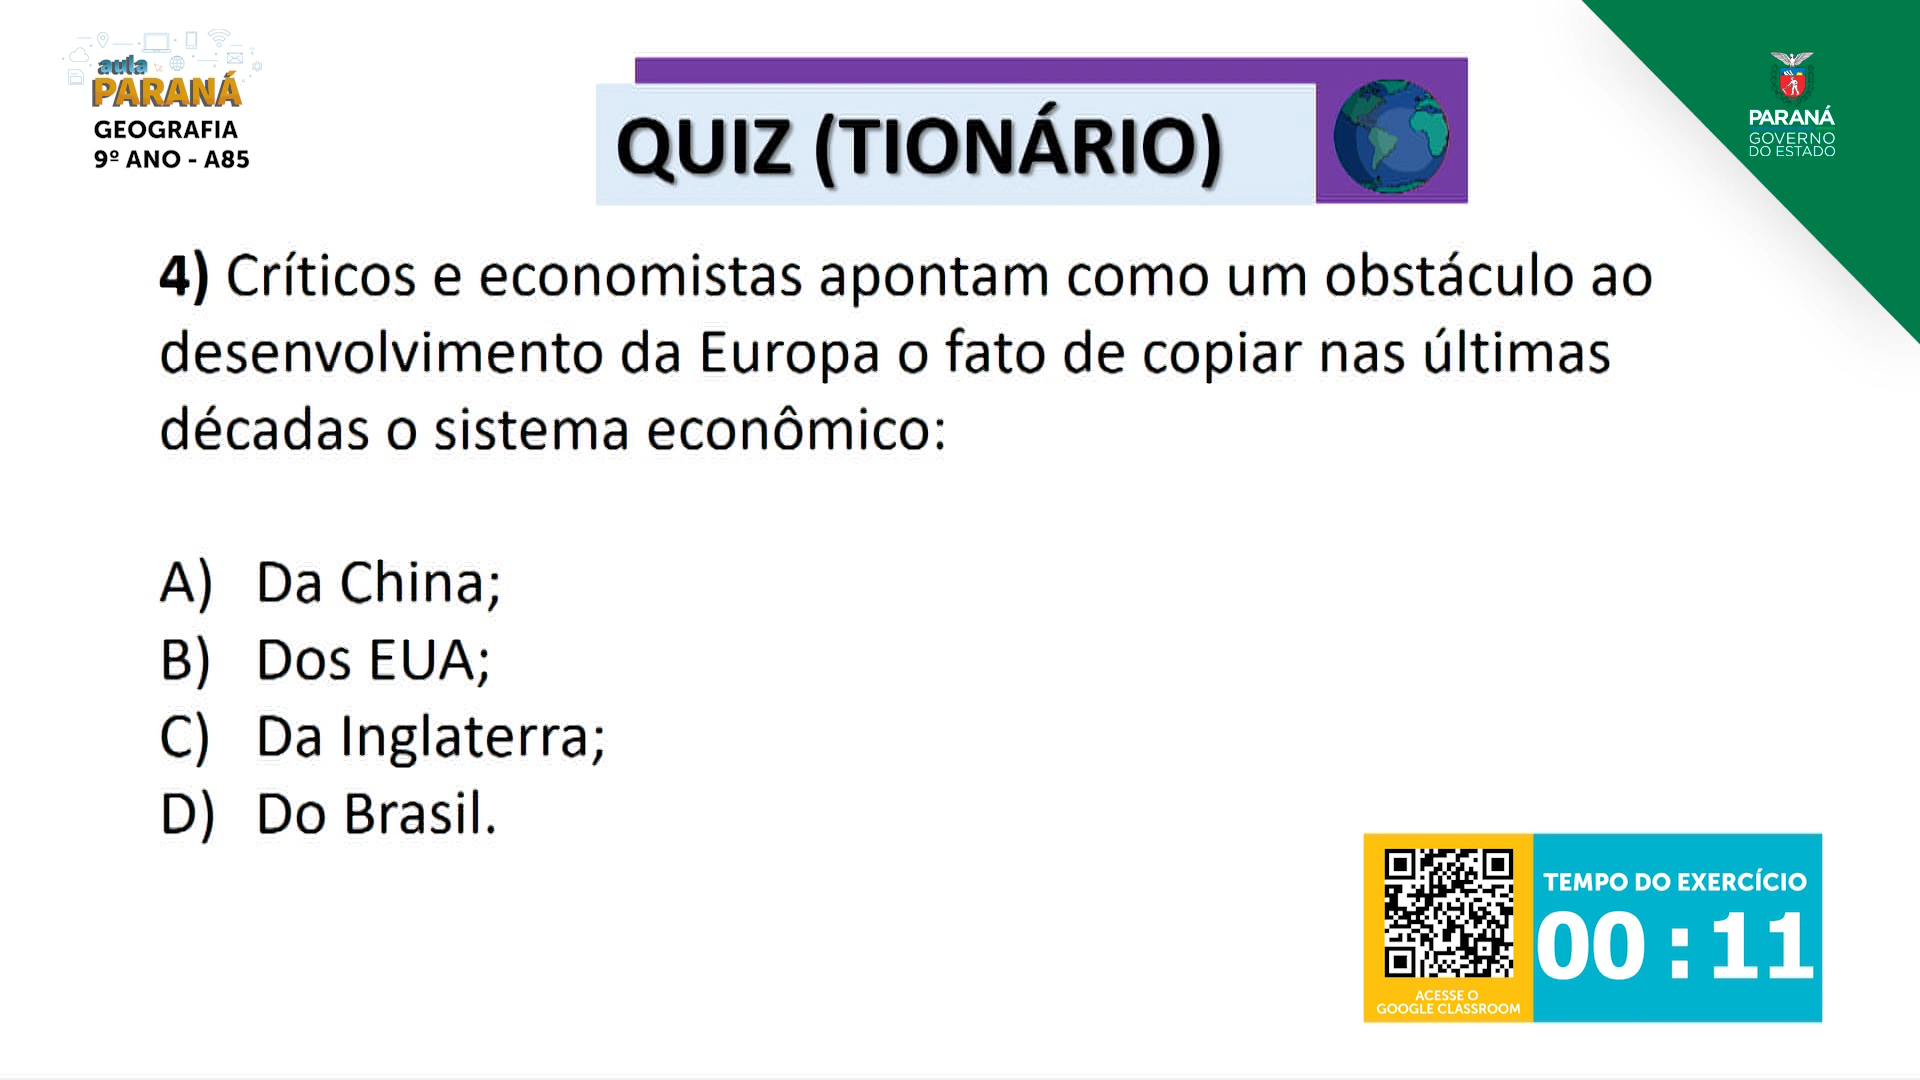 aula
PARANÁ
GEOGRAFIA
9º ANO - A85
QUIZ (TIONÁRIO)
PARANÁ
GOVERNO
DO ESTADO
4) Críticos e economistas apontam como um obstáculo ao
desenvolvimento da Europa o fato de copiar nas últimas
décadas o sistema econômico:
A) Da China;
B) Dos EUA;
C) Da Inglaterra;
D) Do Brasil.
ACESSE O
GOOGLE CLASSROOM
TEMPO DO EXERCÍCIO
00 : 11